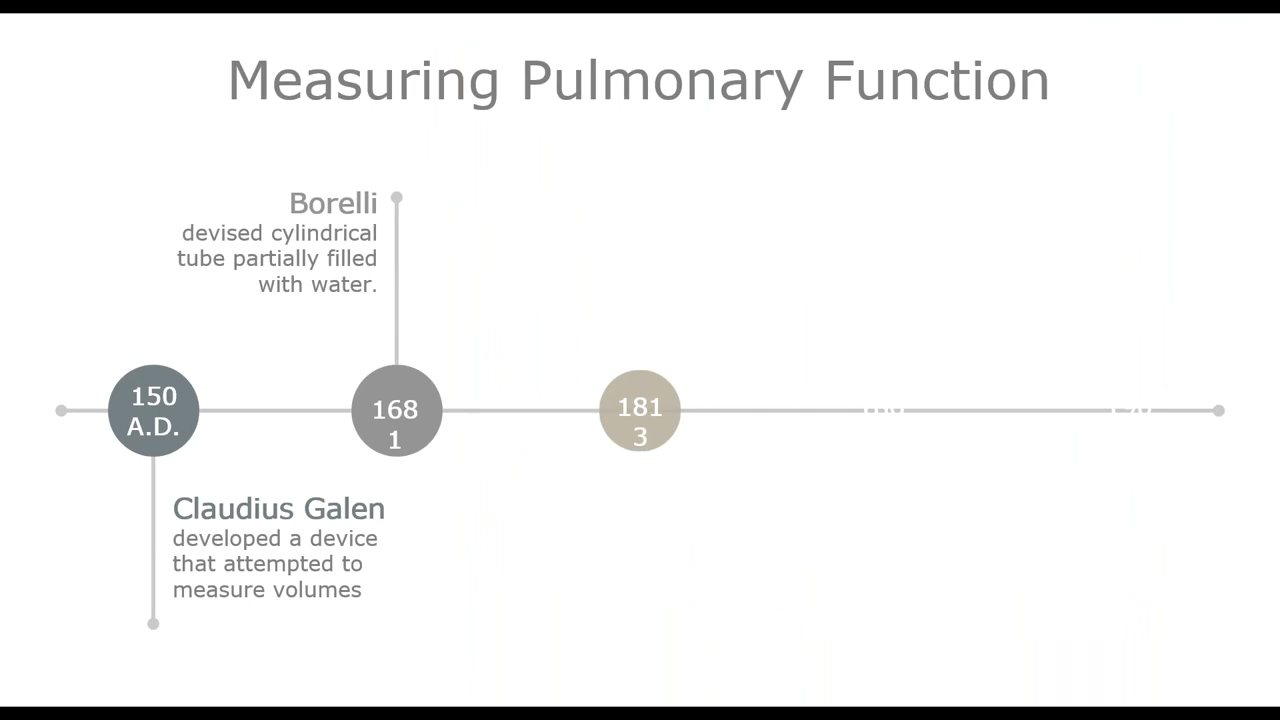 Measuring Pulmonary Function
Borelli
devised cylindrical
tube partially filled
with water.
150
A.D.
168
1
181
3
Claudius Galen
developed a device
that attempted to
measure volumes